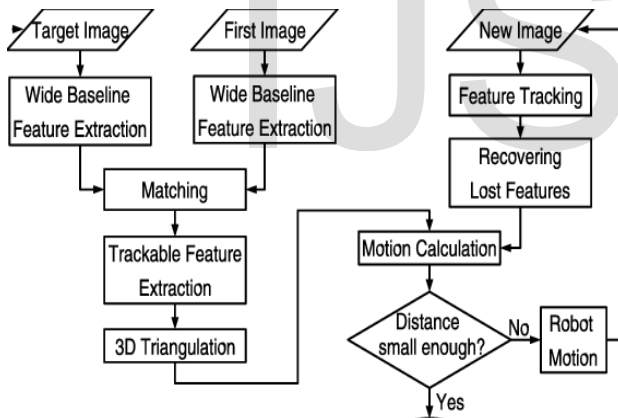 Target Image
First Image
New Image
Wide Baseline
Feature Extraction
Wide Baseline
Feature Extraction
Feature Tracking
Recovering
Lost Features
Matching
Trackable Feature
Extraction
Motion Calculation
3D Triangulation
Distance
small enough?
No
Robot
Motion
Yes
IJS